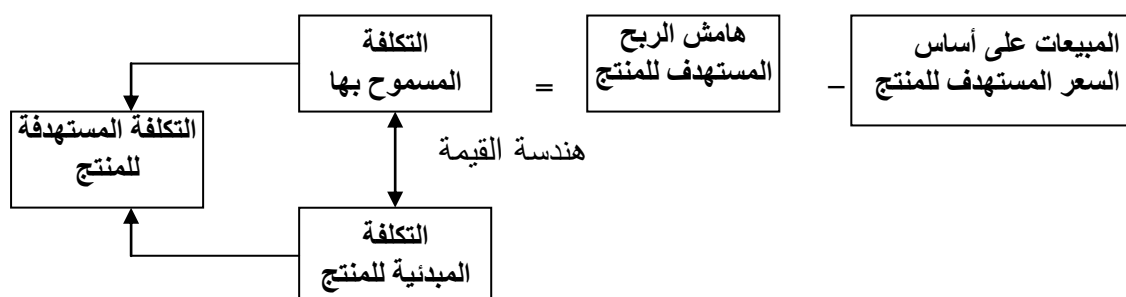 المبيعات على أساس
السعر المستهدف للمنتج
–
هامش الربح
المستهدف للمنتج
=
التكلفة
المسموح بها
هندسة القيمة
التكلفة المستهدفة
للمنتج
التكلفة
المبدئية للمنتج